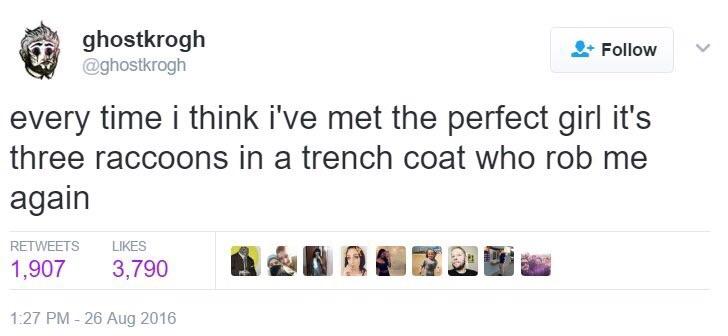 ghostkrogh
@ghostkrogh
Follow
every time i think i've met the perfect girl it's
three raccoons in a trench coat who rob me
again
RETWEETS LIKES
1,907 3,790
1:27 PM - 26 Aug 2016